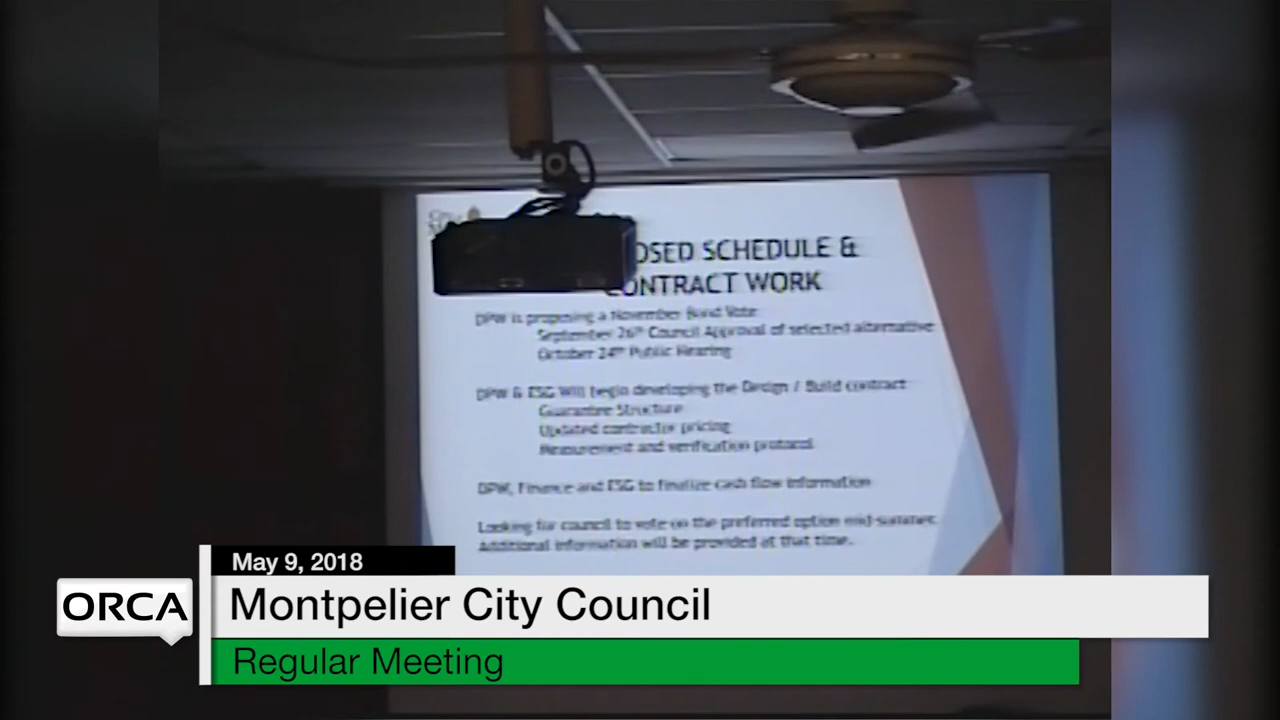 OSED SCHEDULE &
CONTRACT WORK
DPW is proposing a November Bond Vote
September 26th Council Approval of selected alternative
October 24th Public Hearing
DPW & ESG Will begin developing the Design / Build contract
Guarantee Structure
Updated contractor pricing
Measurement and verification protocol
DPW, Finance and ESG to finalize cash flow information
Looking for council to vote on the preferred option mid-summer.
Additional information will be provided at that time.
May 9, 2018
ORCA
Montpelier City Council
Regular Meeting